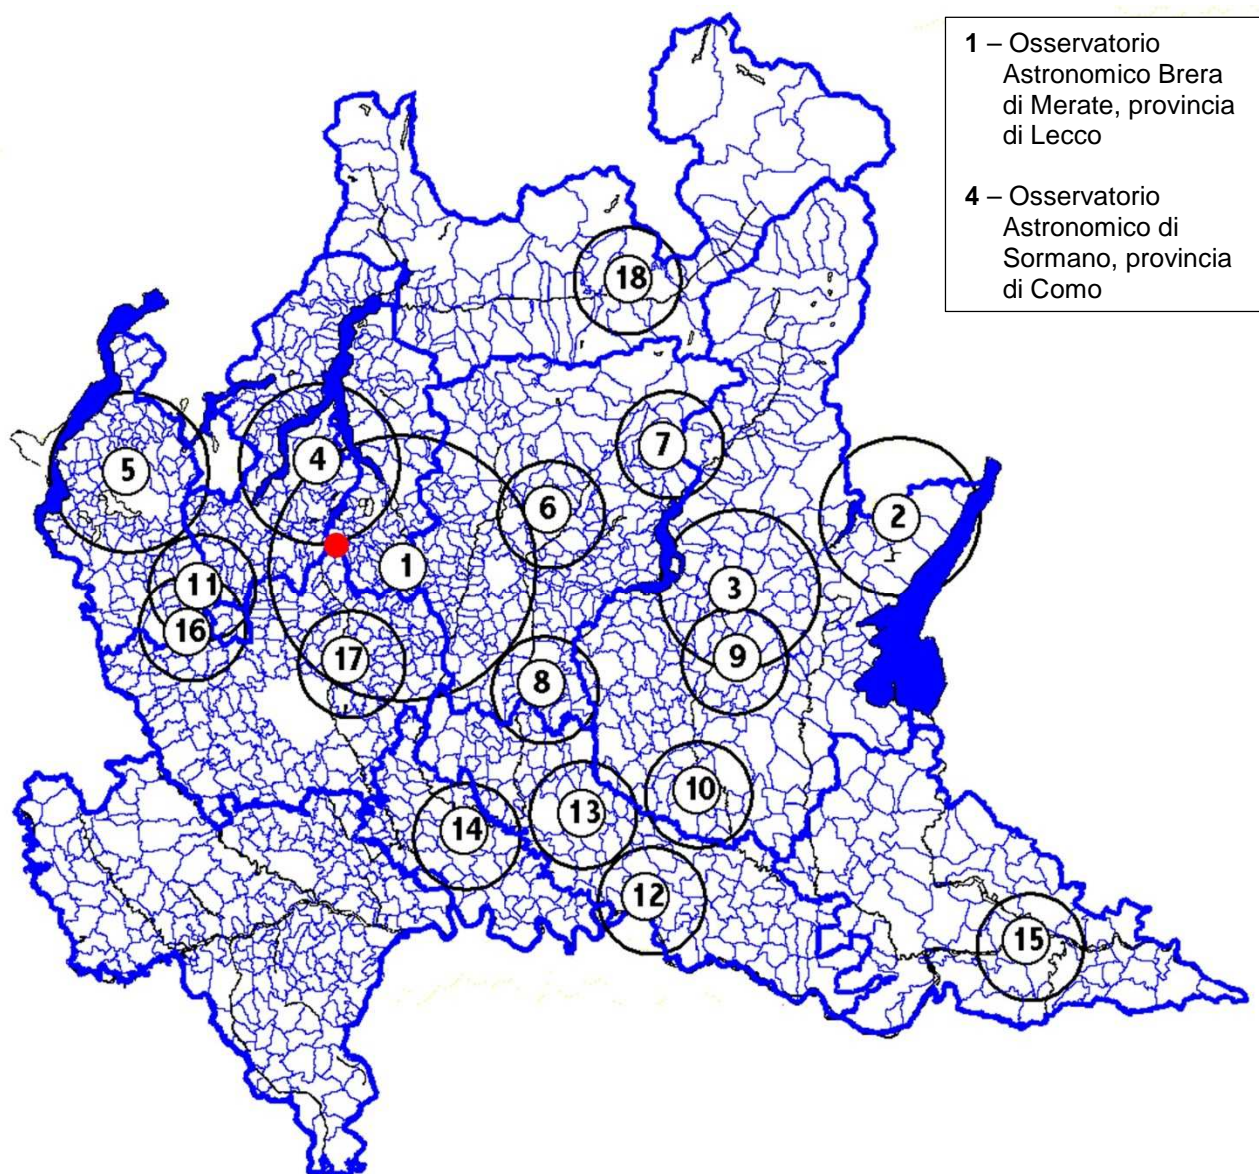 1 – Osservatorio
Astronomico Brera
di Merate, provincia
di Lecco
4 – Osservatorio
Astronomico di
Sormano, provincia
di Como
18
7
4
5
6
2
1
11
3
16
17
9
8
10
13
14
12
15